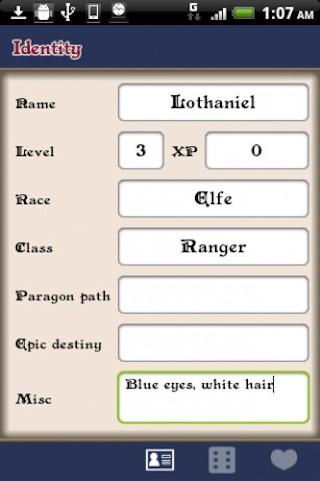 1:07 AM
Identity
Name Lothaniel
Level 3 XP 0
Race Elfe
Class Ranger
Paragon path
Epic destiny
Misc Blue eyes, white hair